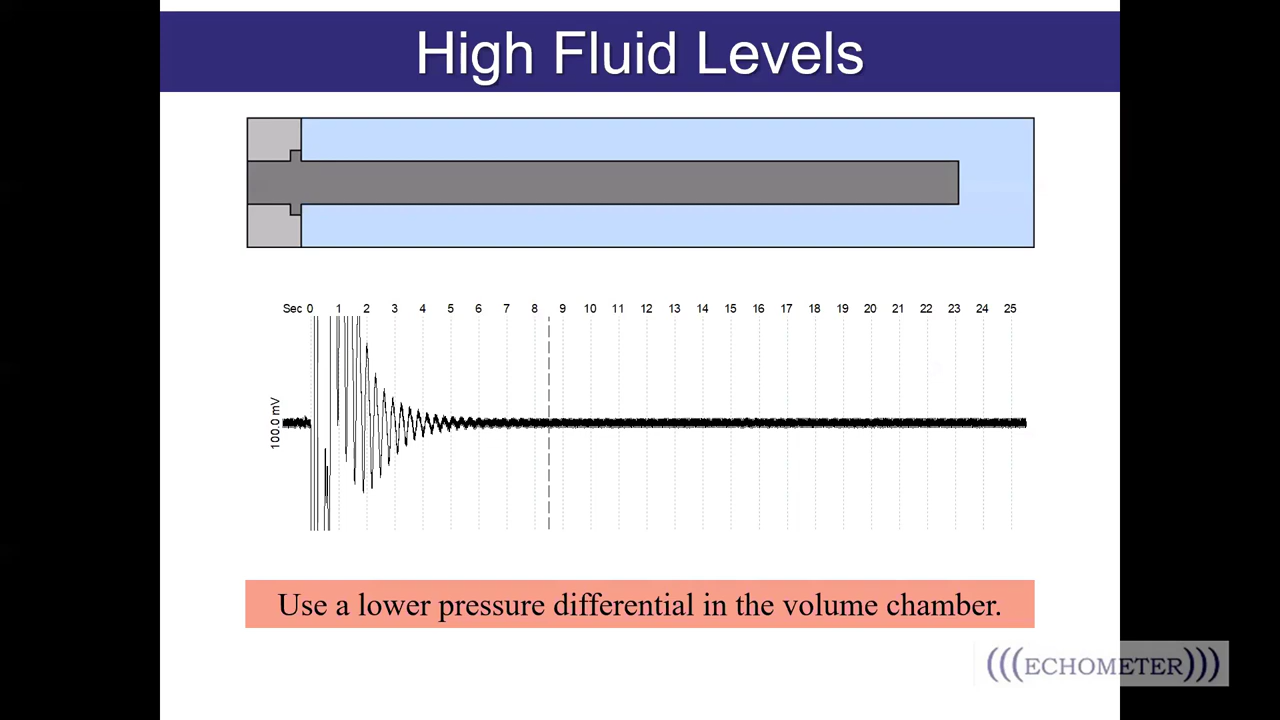 High Fluid Levels
Sec 0 1 2 3 4 5 6 7 8 9 10 11 12 13 14 15 16 17 18 19 20 21 22 23 24 25
100.0 mV
Use a lower pressure differential in the volume chamber.
(((ECHOMETER)))